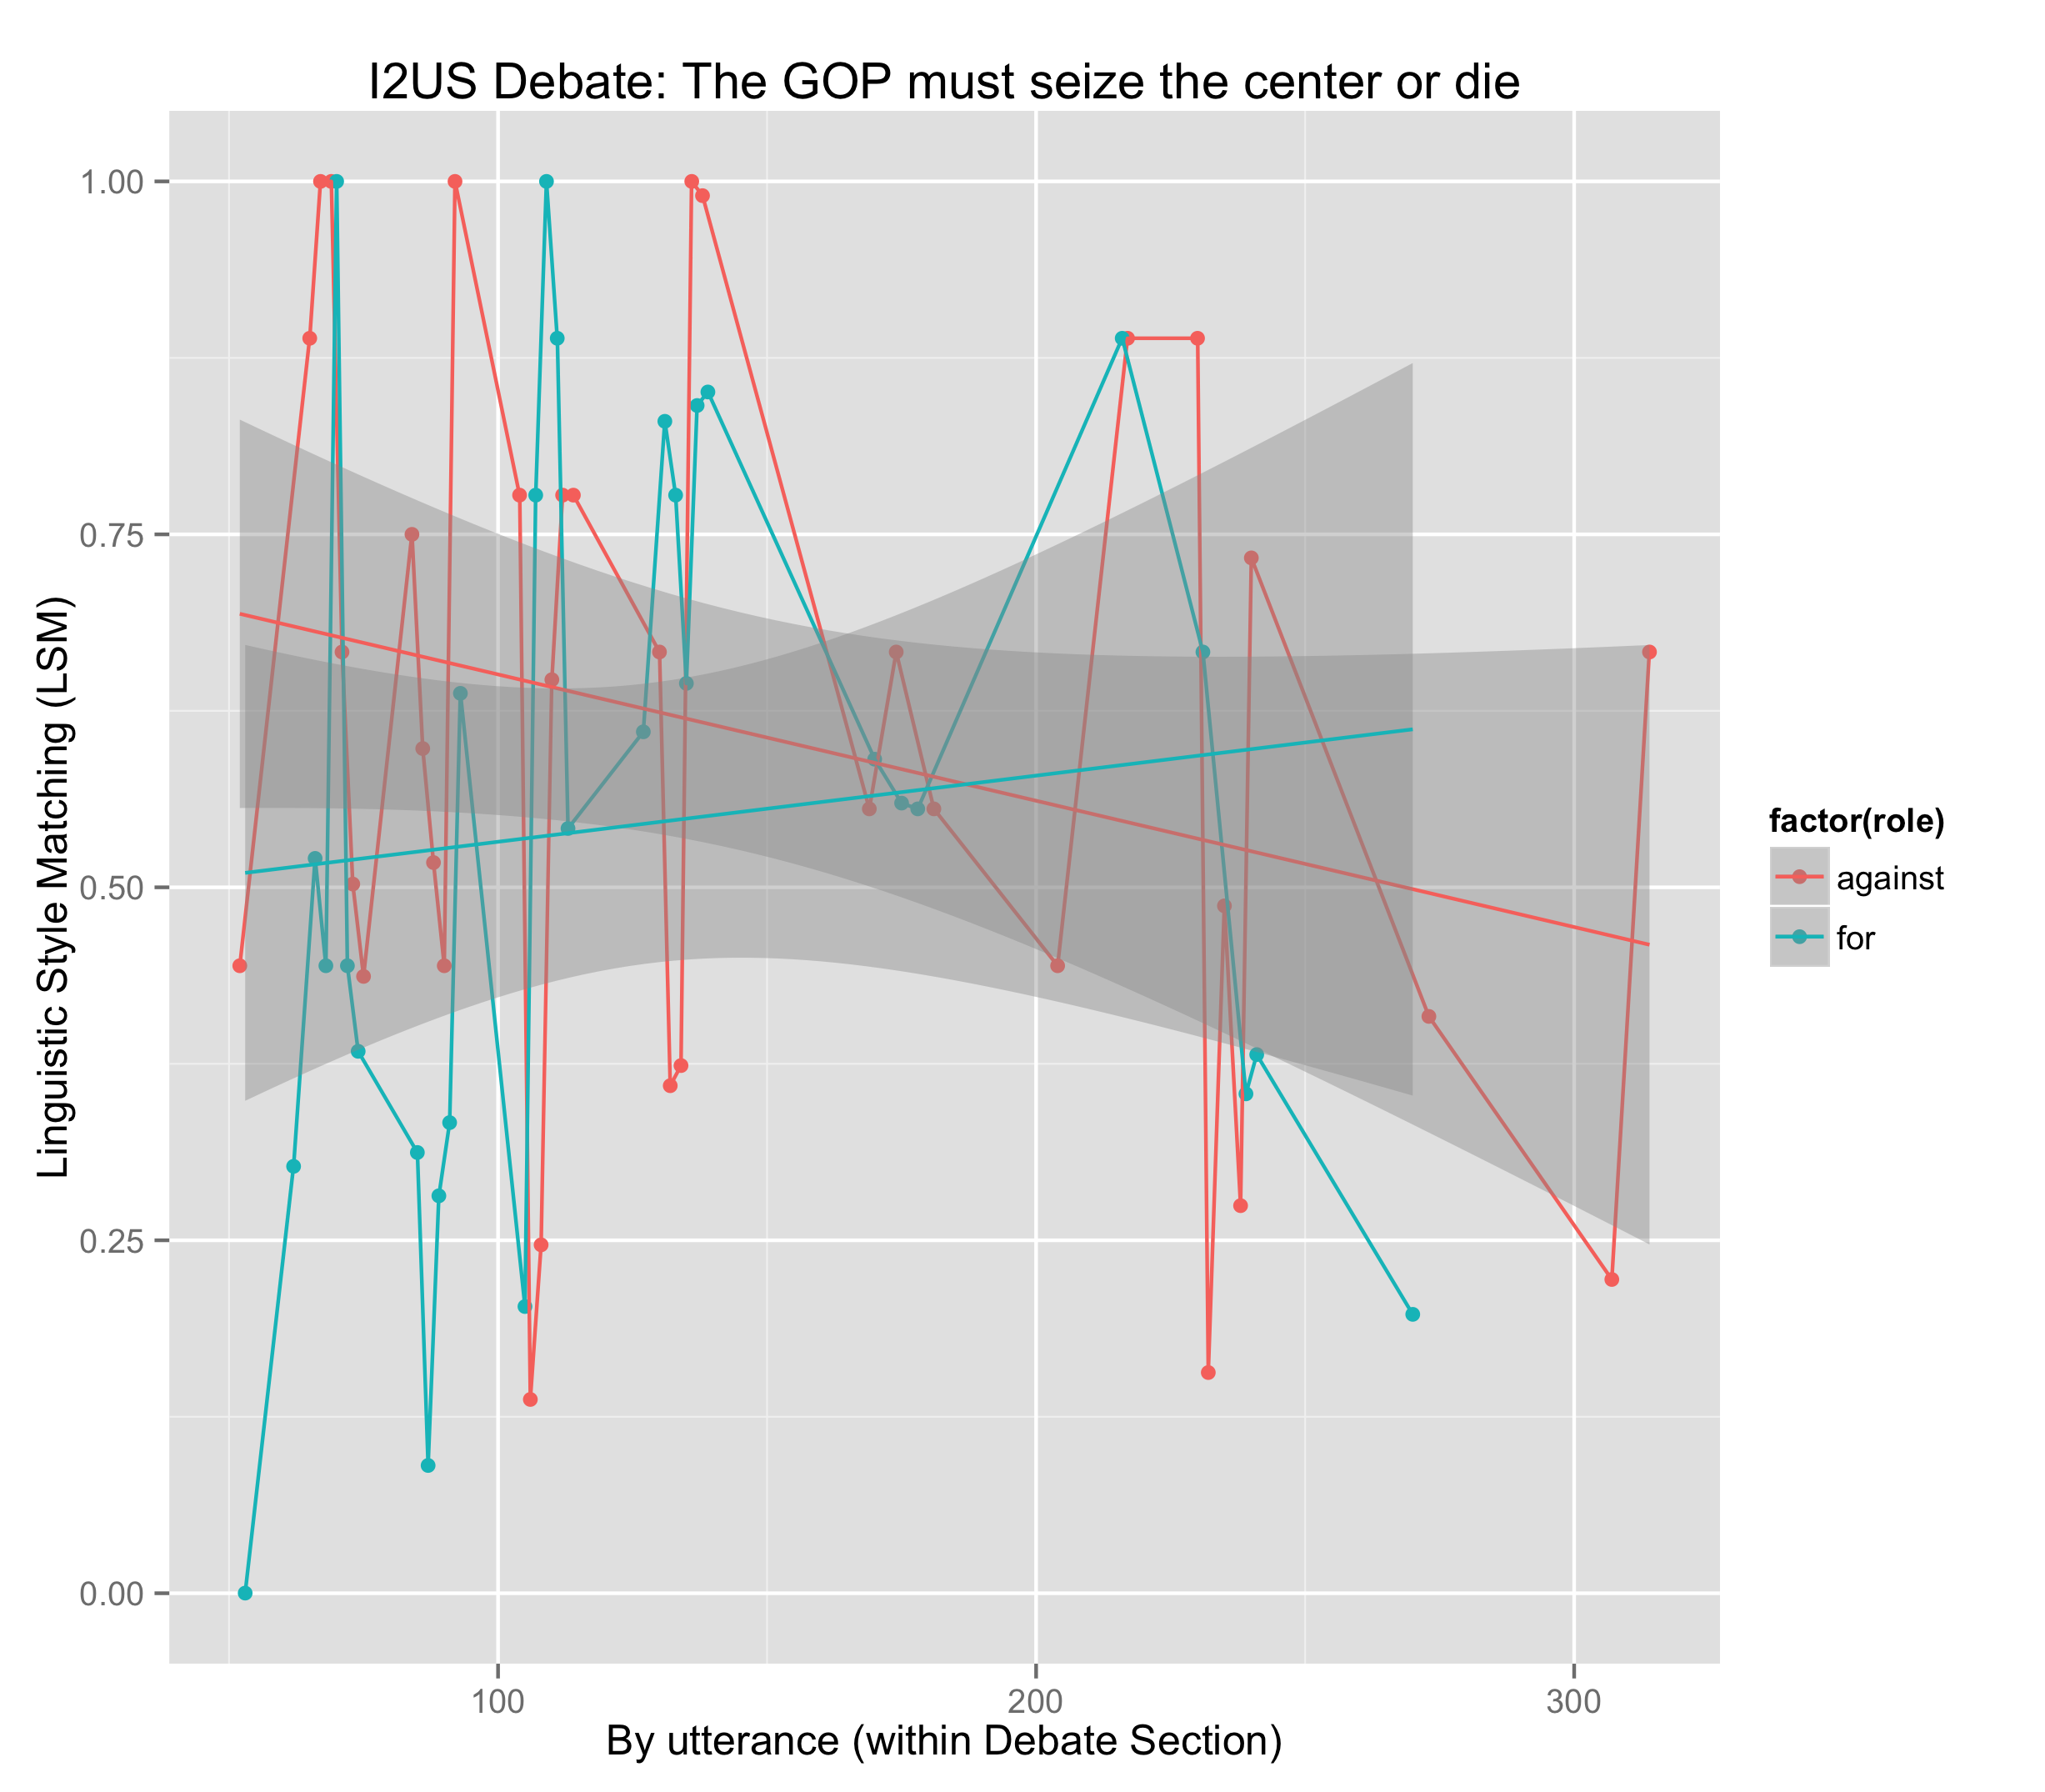 I2US Debate: The GOP must seize the center or die
Linguistic Style Matching (LSM)
1.00
0.75
0.50
0.25
0.00
100
200
300
By utterance (within Debate Section)
factor(role)
against
for